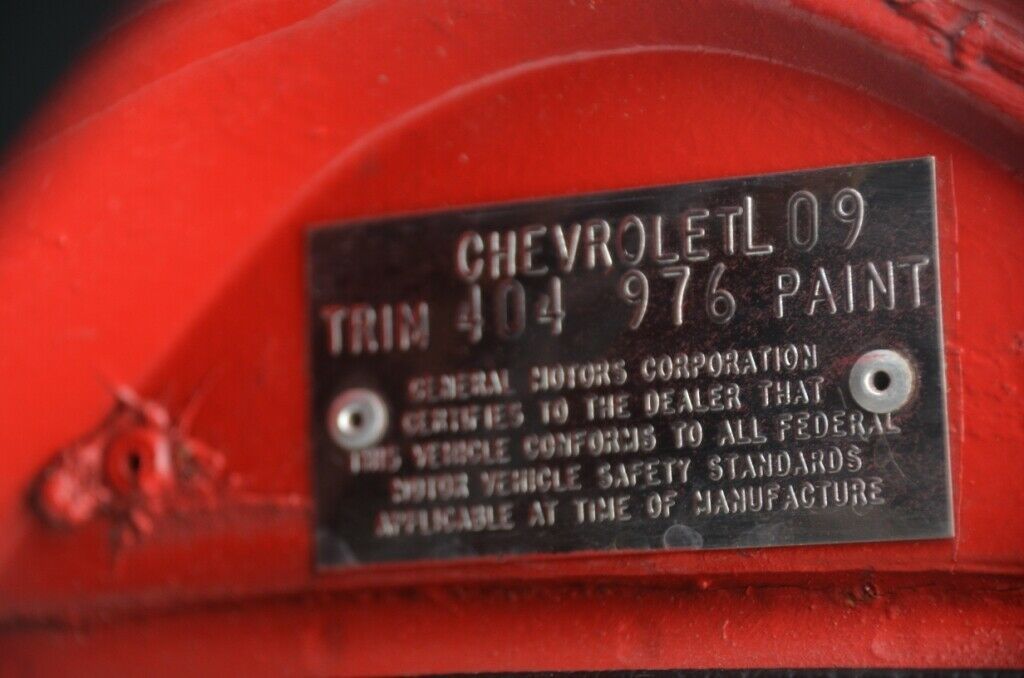 CHEVROLET L09
TRIM 404 976 PAINT
GENERAL MOTORS CORPORATION
CERTIFIES TO THE DEALER THAT
THIS VEHICLE CONFORMS TO ALL FEDERAL
MOTOR VEHICLE SAFETY STANDARDS
APPLICABLE AT TIME OF MANUFACTURE